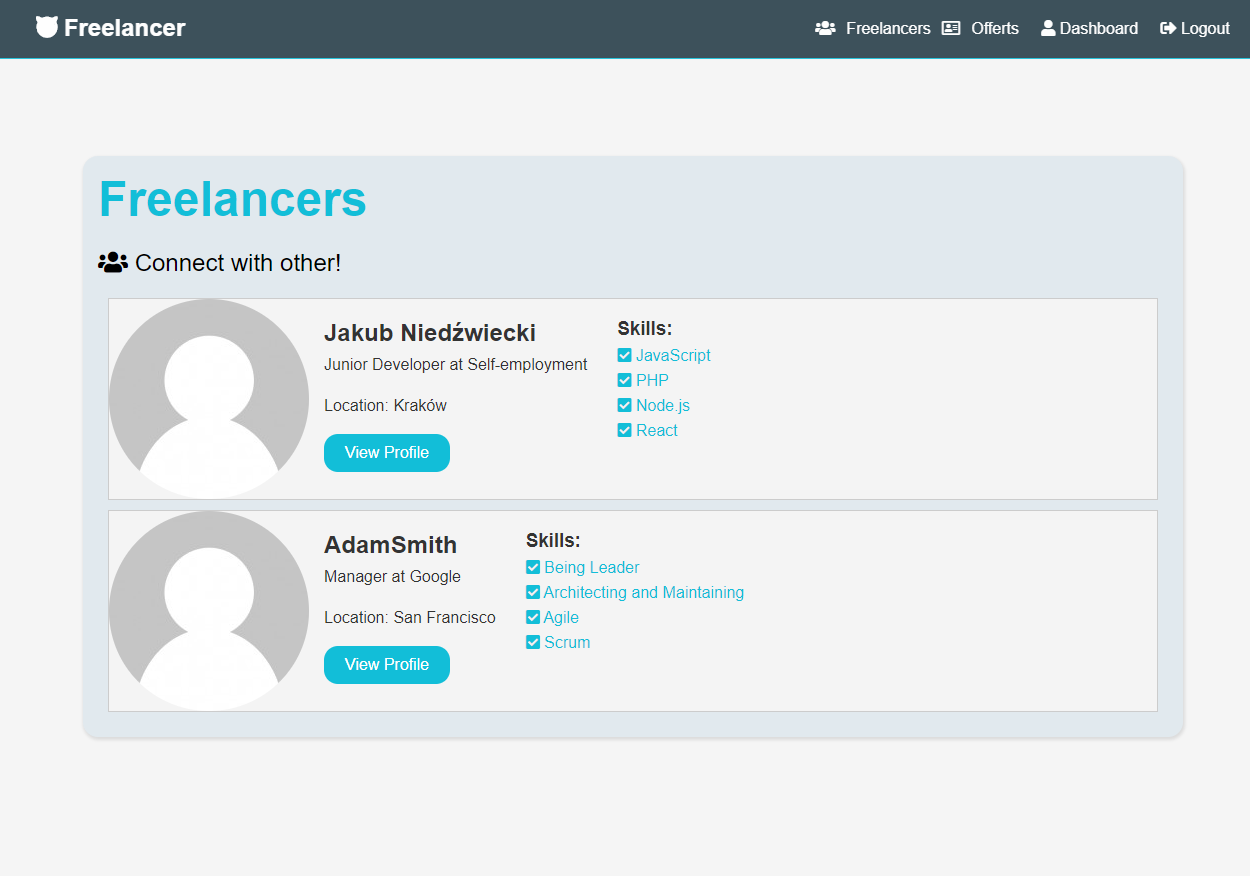 Freelancer
Freelancers Offerts Dashboard Logout
Freelancers
Connect with other!
Jakub Niedźwiecki
Junior Developer at Self-employment
Location: Kraków
View Profile
Skills:
JavaScript
PHP
Node.js
React
AdamSmith
Manager at Google
Location: San Francisco
View Profile
Skills:
Being Leader
Architecting and Maintaining
Agile
Scrum